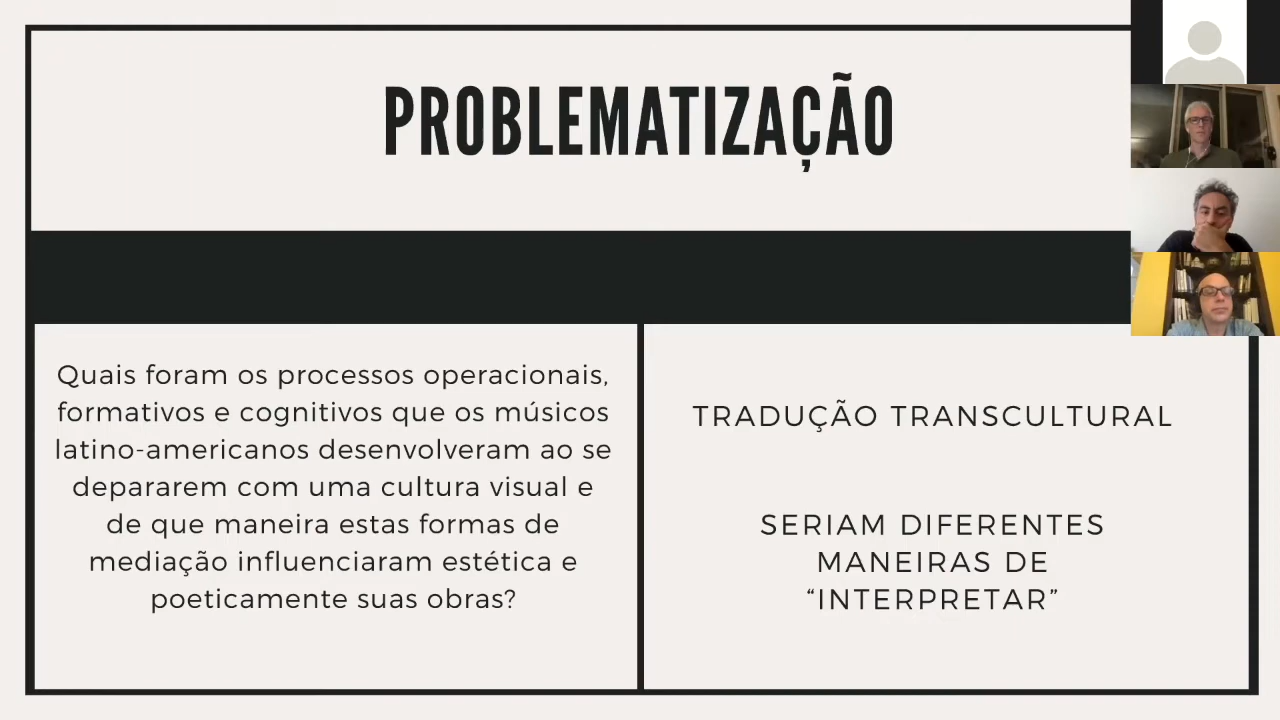 PROBLEMATIZAÇÃO
Quais foram os processos operacionais,
formativos e cognitivos que os músicos
latino-americanos desenvolveram ao se
depararem com uma cultura visual e
de que maneira estas formas de
mediação influenciaram estética e
poeticamente suas obras?
TRADUÇÃO TRANSCULTURAL
SERIAM DIFERENTES
MANEIRAS DE
“INTERPRETAR”